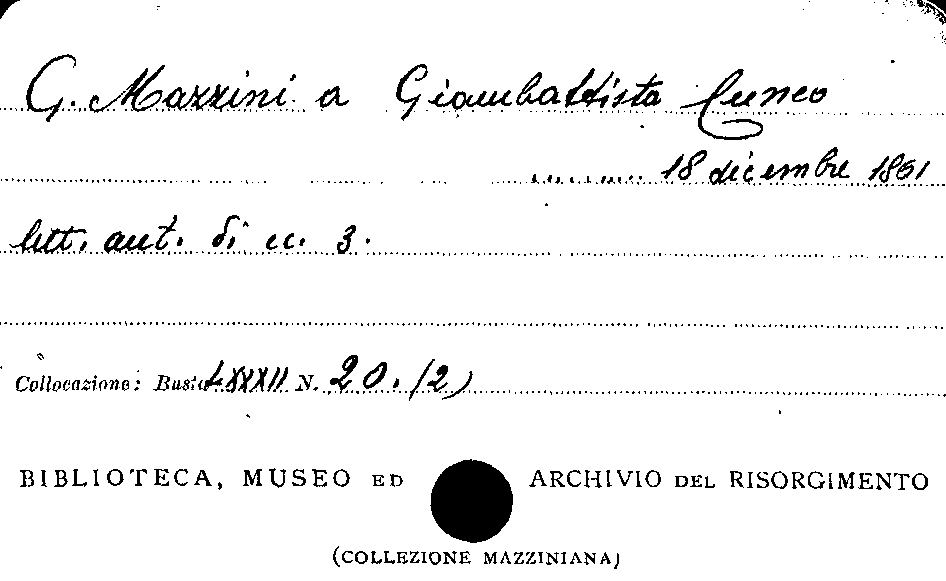 G. Mazzini a Giambattista Cuneo
18 dicembre 1861
lett. aut. di cc. 3.
Collocazione: Busta LXXXII N. 20. (2)
BIBLIOTECA, MUSEO ED ARCHIVIO DEL RISORGIMENTO
(COLLEZIONE MAZZINIANA)